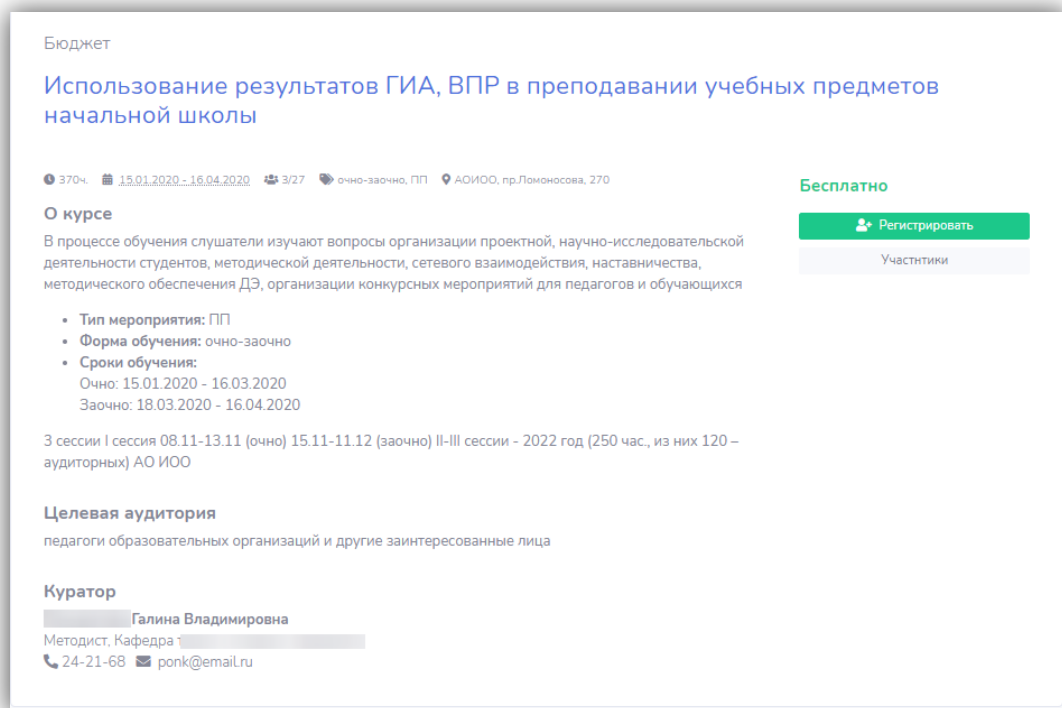 Бюджет
Использование результатов ГИА, ВПР в преподавании учебных предметов
начальной школы
370ч. 15.01.2020 - 16.04.2020 3/27 очно-заочно, ПП АОИОО, пр.Ломоносова, 270
Бесплатно
Регистрировать
Участнтики
О курсе
В процессе обучения слушатели изучают вопросы организации проектной, научно-исследовательской
деятельности студентов, методической деятельности, сетевого взаимодействия, наставничества,
методического обеспечения ДЭ, организации конкурсных мероприятий для педагогов и обучающихся
• Тип мероприятия: ПП
• Форма обучения: очно-заочно
• Сроки обучения:
Очно: 15.01.2020 - 16.03.2020
Заочно: 18.03.2020 - 16.04.2020
3 сессии I сессия 08.11-13.11 (очно) 15.11-11.12 (заочно) II-III сессии - 2022 год (250 час., из них 120 –
аудиторных) АО ИОО
Целевая аудитория
педагоги образовательных организаций и другие заинтересованные лица
Куратор
Галина Владимировна
Методист, Кафедра
24-21-68 ponk@email.ru